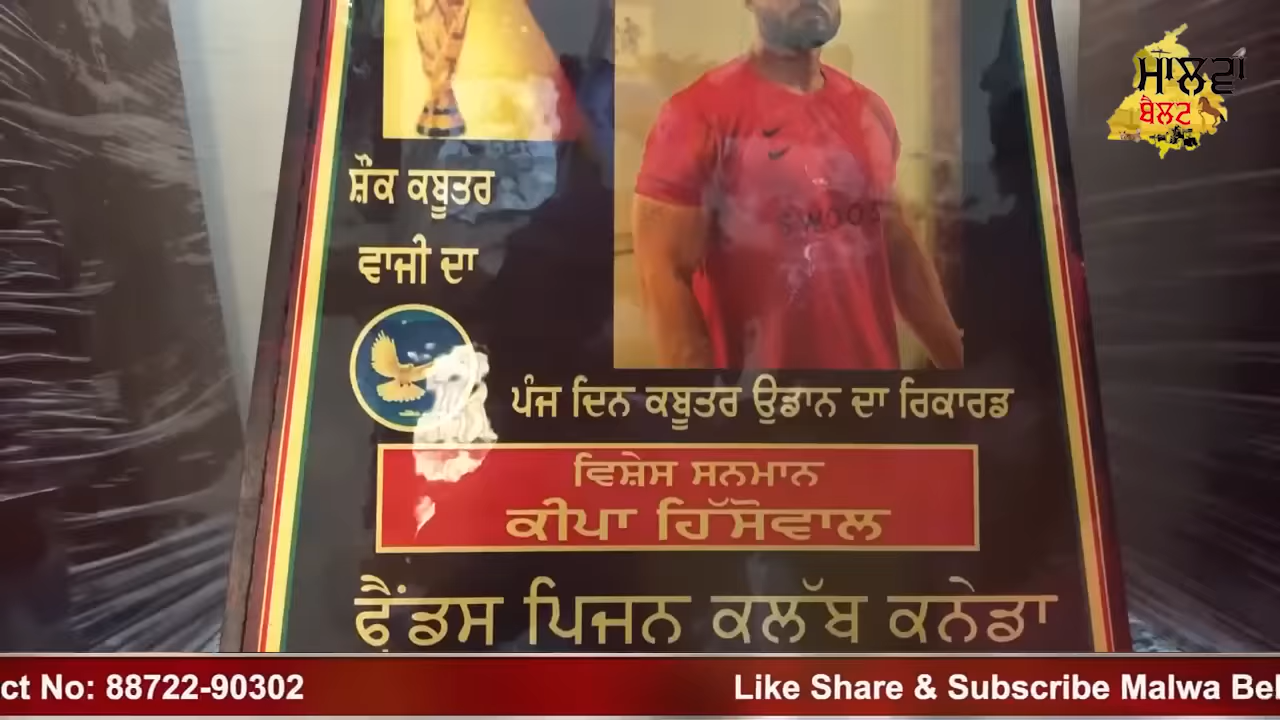 ਮਾਲਵਾ
ਬੈਲਟ
ਸ਼ੌਂਕ ਕਬੂਤਰ
ਵਾਜੀ ਦਾ
ਪੰਜ ਦਿਨ ਕਬੂਤਰ ਉਡਾਨ ਦਾ ਰਿਕਾਰਡ
ਵਿਸ਼ੇਸ ਸਨਮਾਨ
ਕੀਪਾ ਹਿੱਸੋਵਾਲ
ਫ੍ਰੈਂਡਸ ਪਿਜਨ ਕਲੱਬ ਕਨੇਡਾ
ct No: 88722-90302 Like Share & Subscribe Malwa Bel